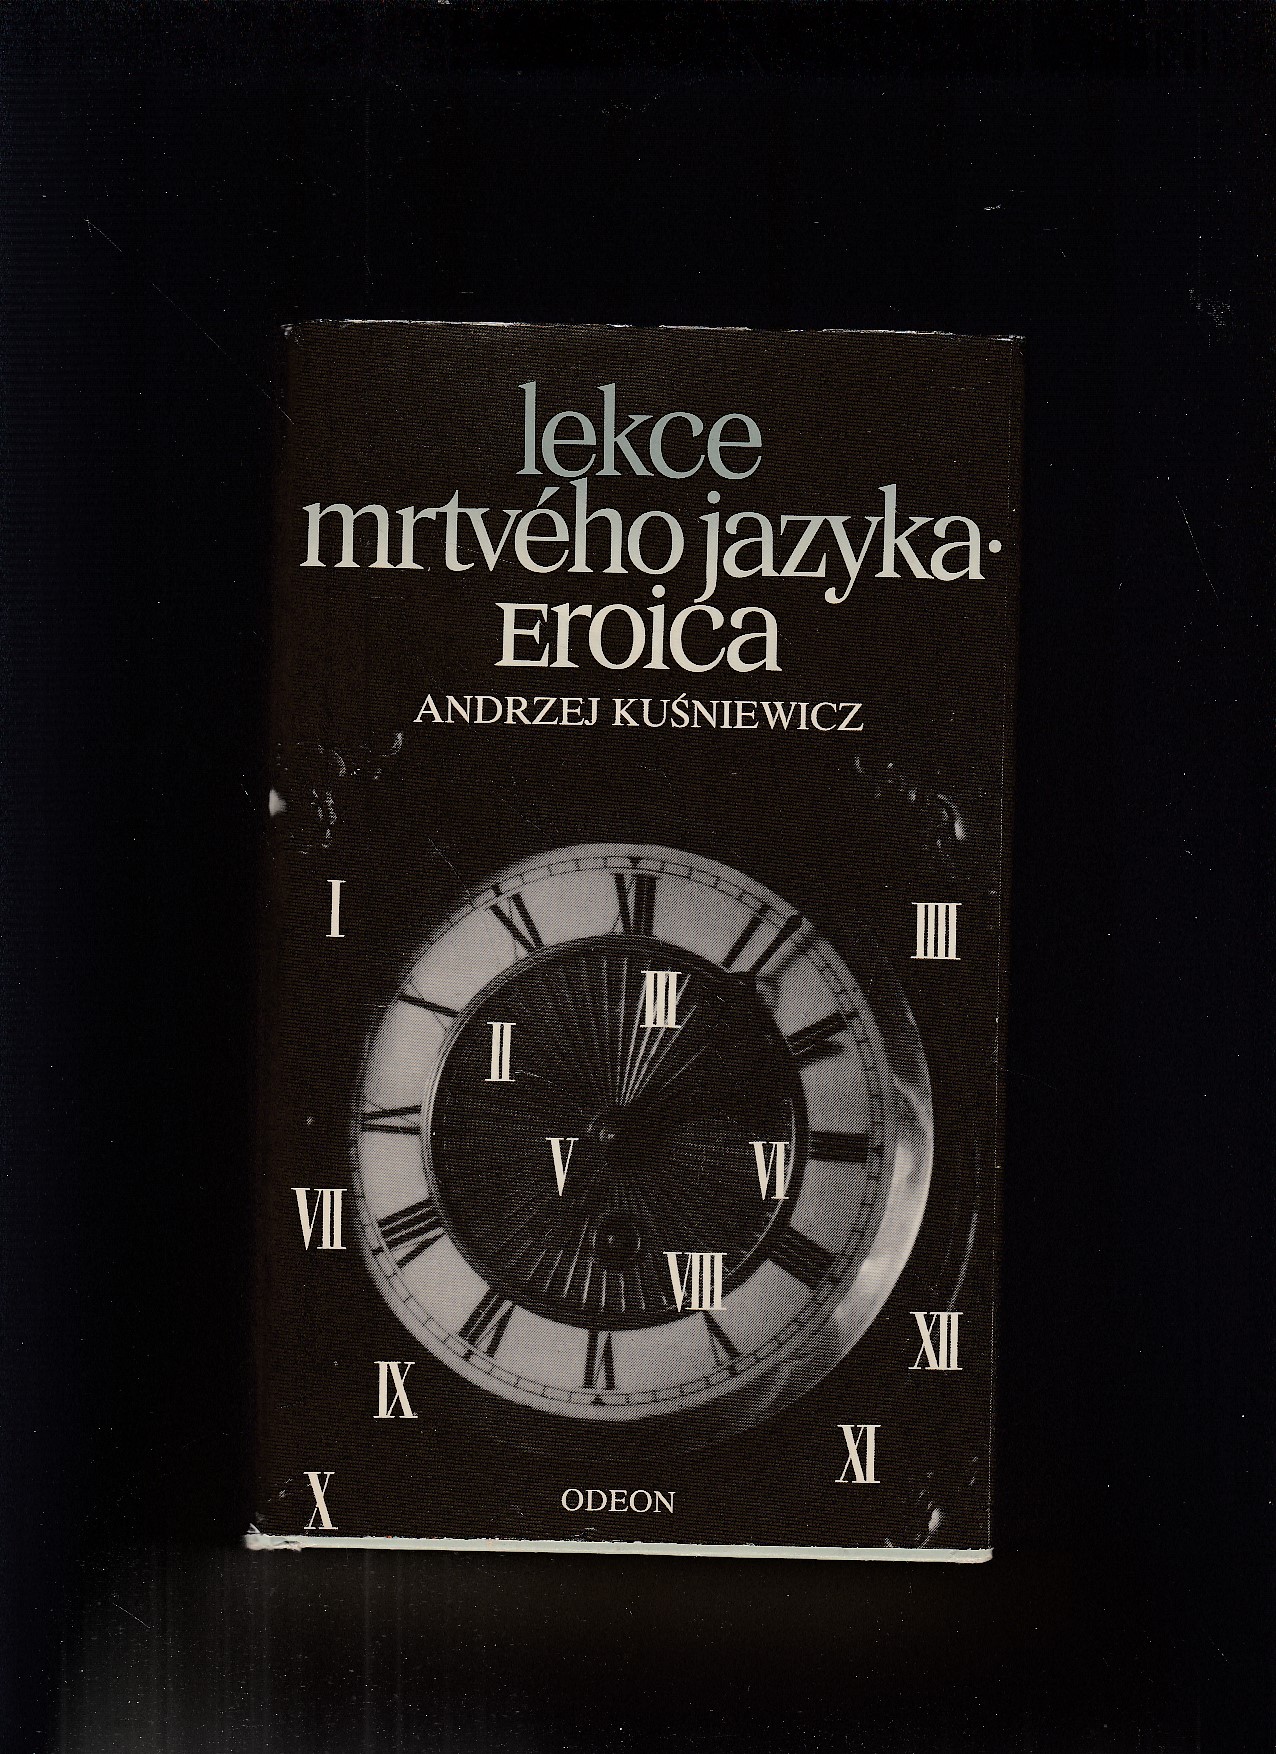 lekce
mrtvého jazyka·
Eroica
ANDRZEJ KUŚNIEWICZ
I
IIII
III
II
V
VI
VII
VIII
XII
IX
XI
X
ODEON